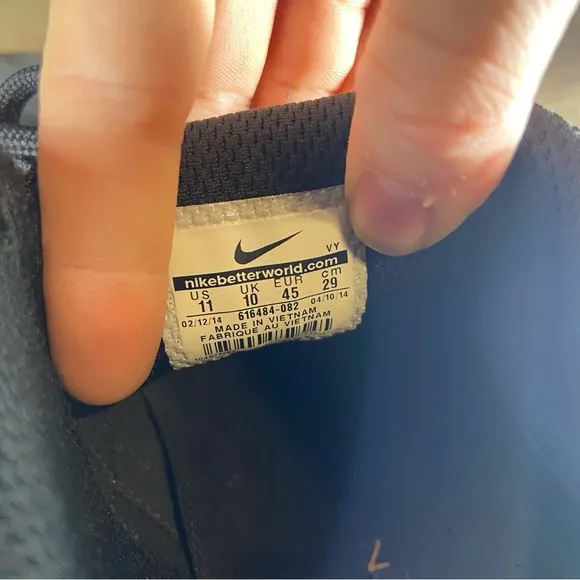 VY
nikebetterworld.com
US UK EUR cm
11 10 45 29
02/12/14 616484-082 04/10/14
MADE IN VIETNAM
FABRIQUE AU VIETNAM
L